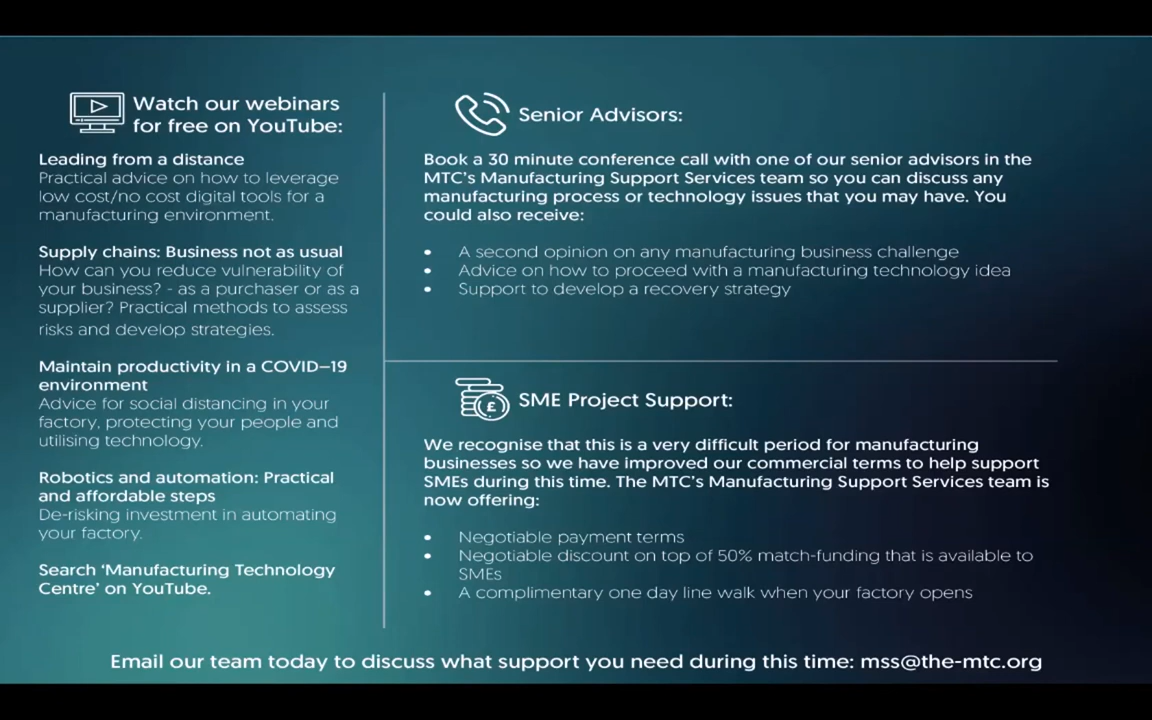 Watch our webinars
for free on YouTube:
Leading from a distance
Practical advice on how to leverage
low cost/no cost digital tools for a
manufacturing environment.
Supply chains: Business not as usual
How can you reduce vulnerability of
your business? - as a purchaser or as a
supplier? Practical methods to assess
risks and develop strategies.
Maintain productivity in a COVID–19
environment
Advice for social distancing in your
factory, protecting your people and
utilising technology.
Robotics and automation: Practical
and affordable steps
De-risking investment in automating
your factory.
Search ‘Manufacturing Technology
Centre’ on YouTube.
Senior Advisors:
Book a 30 minute conference call with one of our senior advisors in the
MTC’s Manufacturing Support Services team so you can discuss any
manufacturing process or technology issues that you may have. You
could also receive:
• A second opinion on any manufacturing business challenge
• Advice on how to proceed with a manufacturing technology idea
• Support to develop a recovery strategy
£
SME Project Support:
We recognise that this is a very difficult period for manufacturing
businesses so we have improved our commercial terms to help support
SMEs during this time. The MTC’s Manufacturing Support Services team is
now offering:
• Negotiable payment terms
• Negotiable discount on top of 50% match-funding that is available to
SMEs
• A complimentary one day line walk when your factory opens
Email our team today to discuss what support you need during this time: mss@the-mtc.org